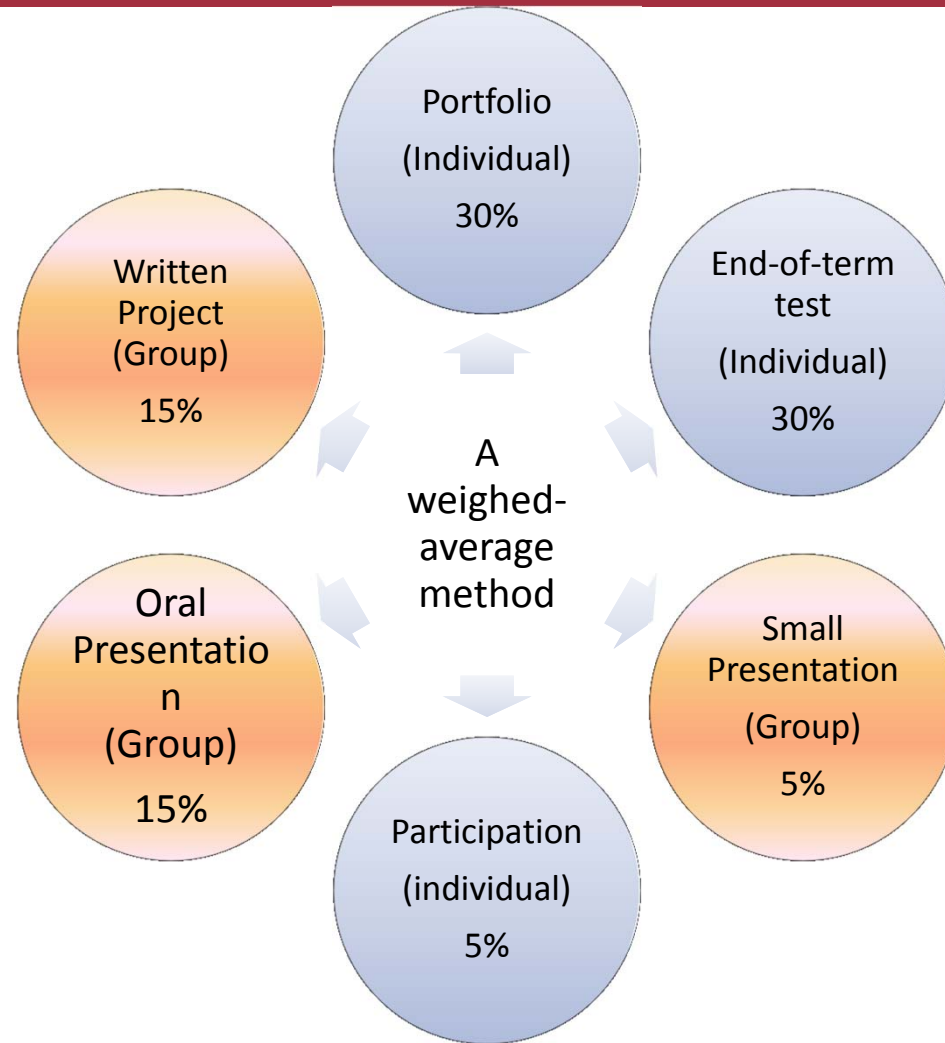 Portfolio
(Individual)
30%
End-of-term
test
(Individual)
30%
Small
Presentation
(Group)
5%
Participation
(individual)
5%
Oral
Presentatio
n
(Group)
15%
Written
Project
(Group)
15%
A
weighed-
average
method